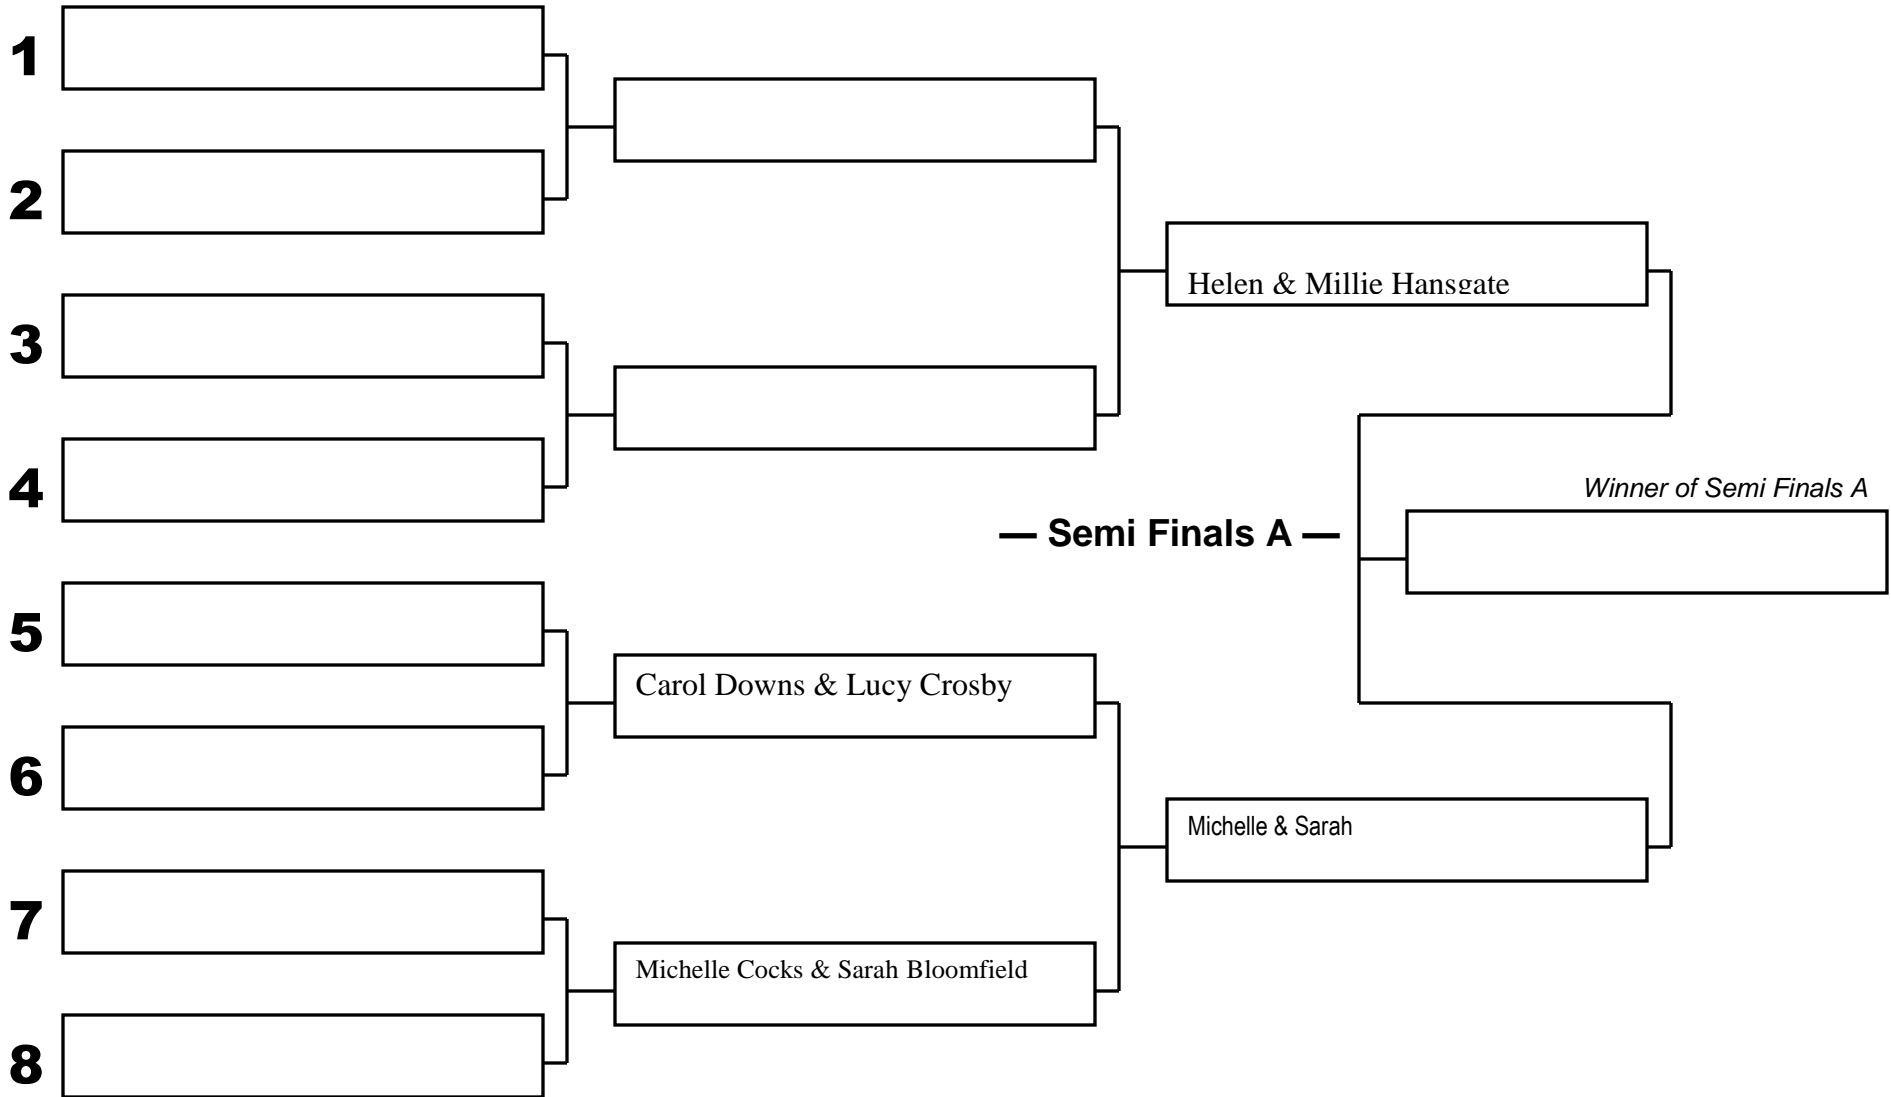 1
2
Helen & Millie Hansgate
3
4
Winner of Semi Finals A
— Semi Finals A —
5
Carol Downs & Lucy Crosby
6
Michelle & Sarah
7
Michelle Cocks & Sarah Bloomfield
8